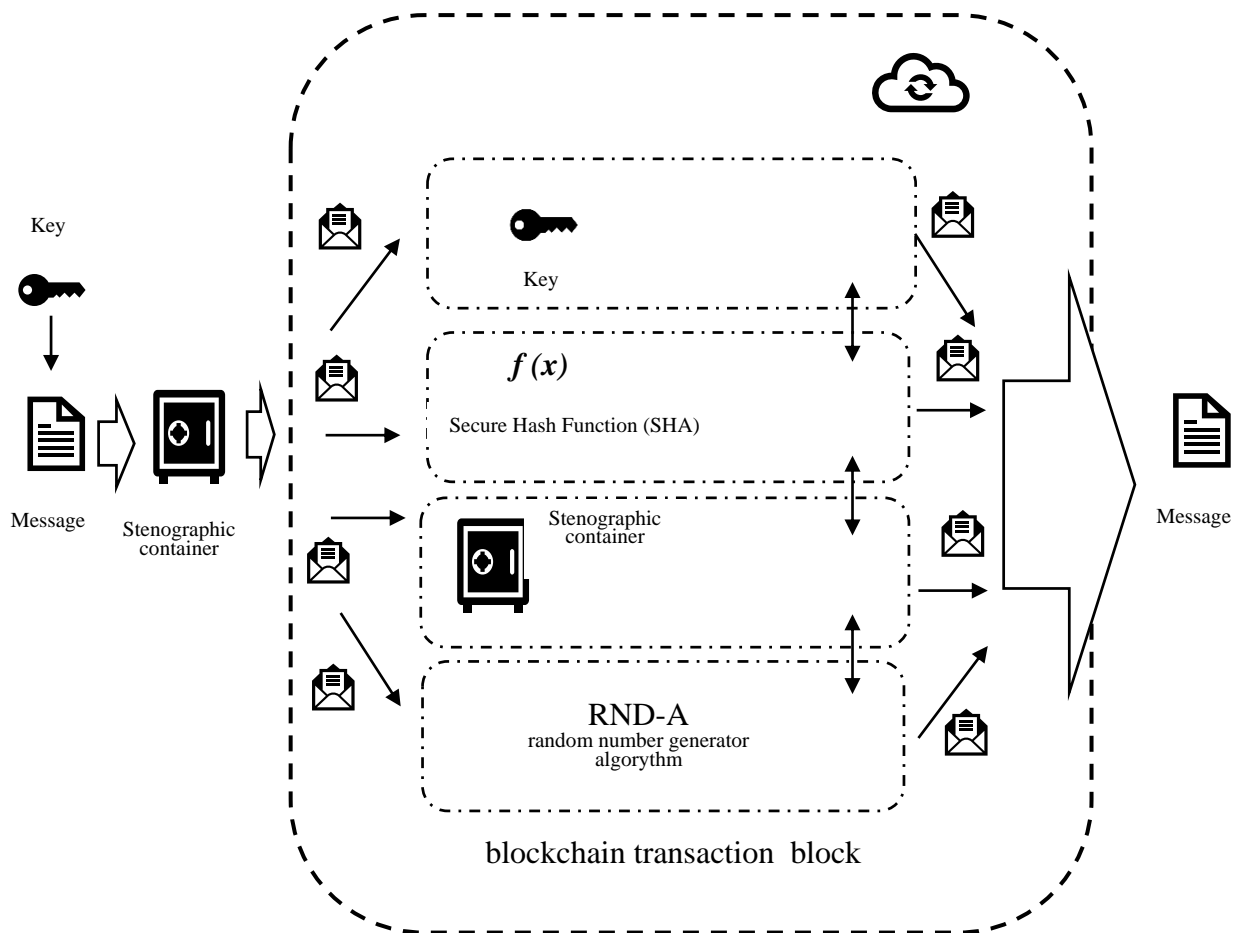 Key
Key
f (x)
Secure Hash Function (SHA)
Message
Stenographic
container
Stenographic
container
Message
RND-A
random number generator
algorythm
blockchain transaction block